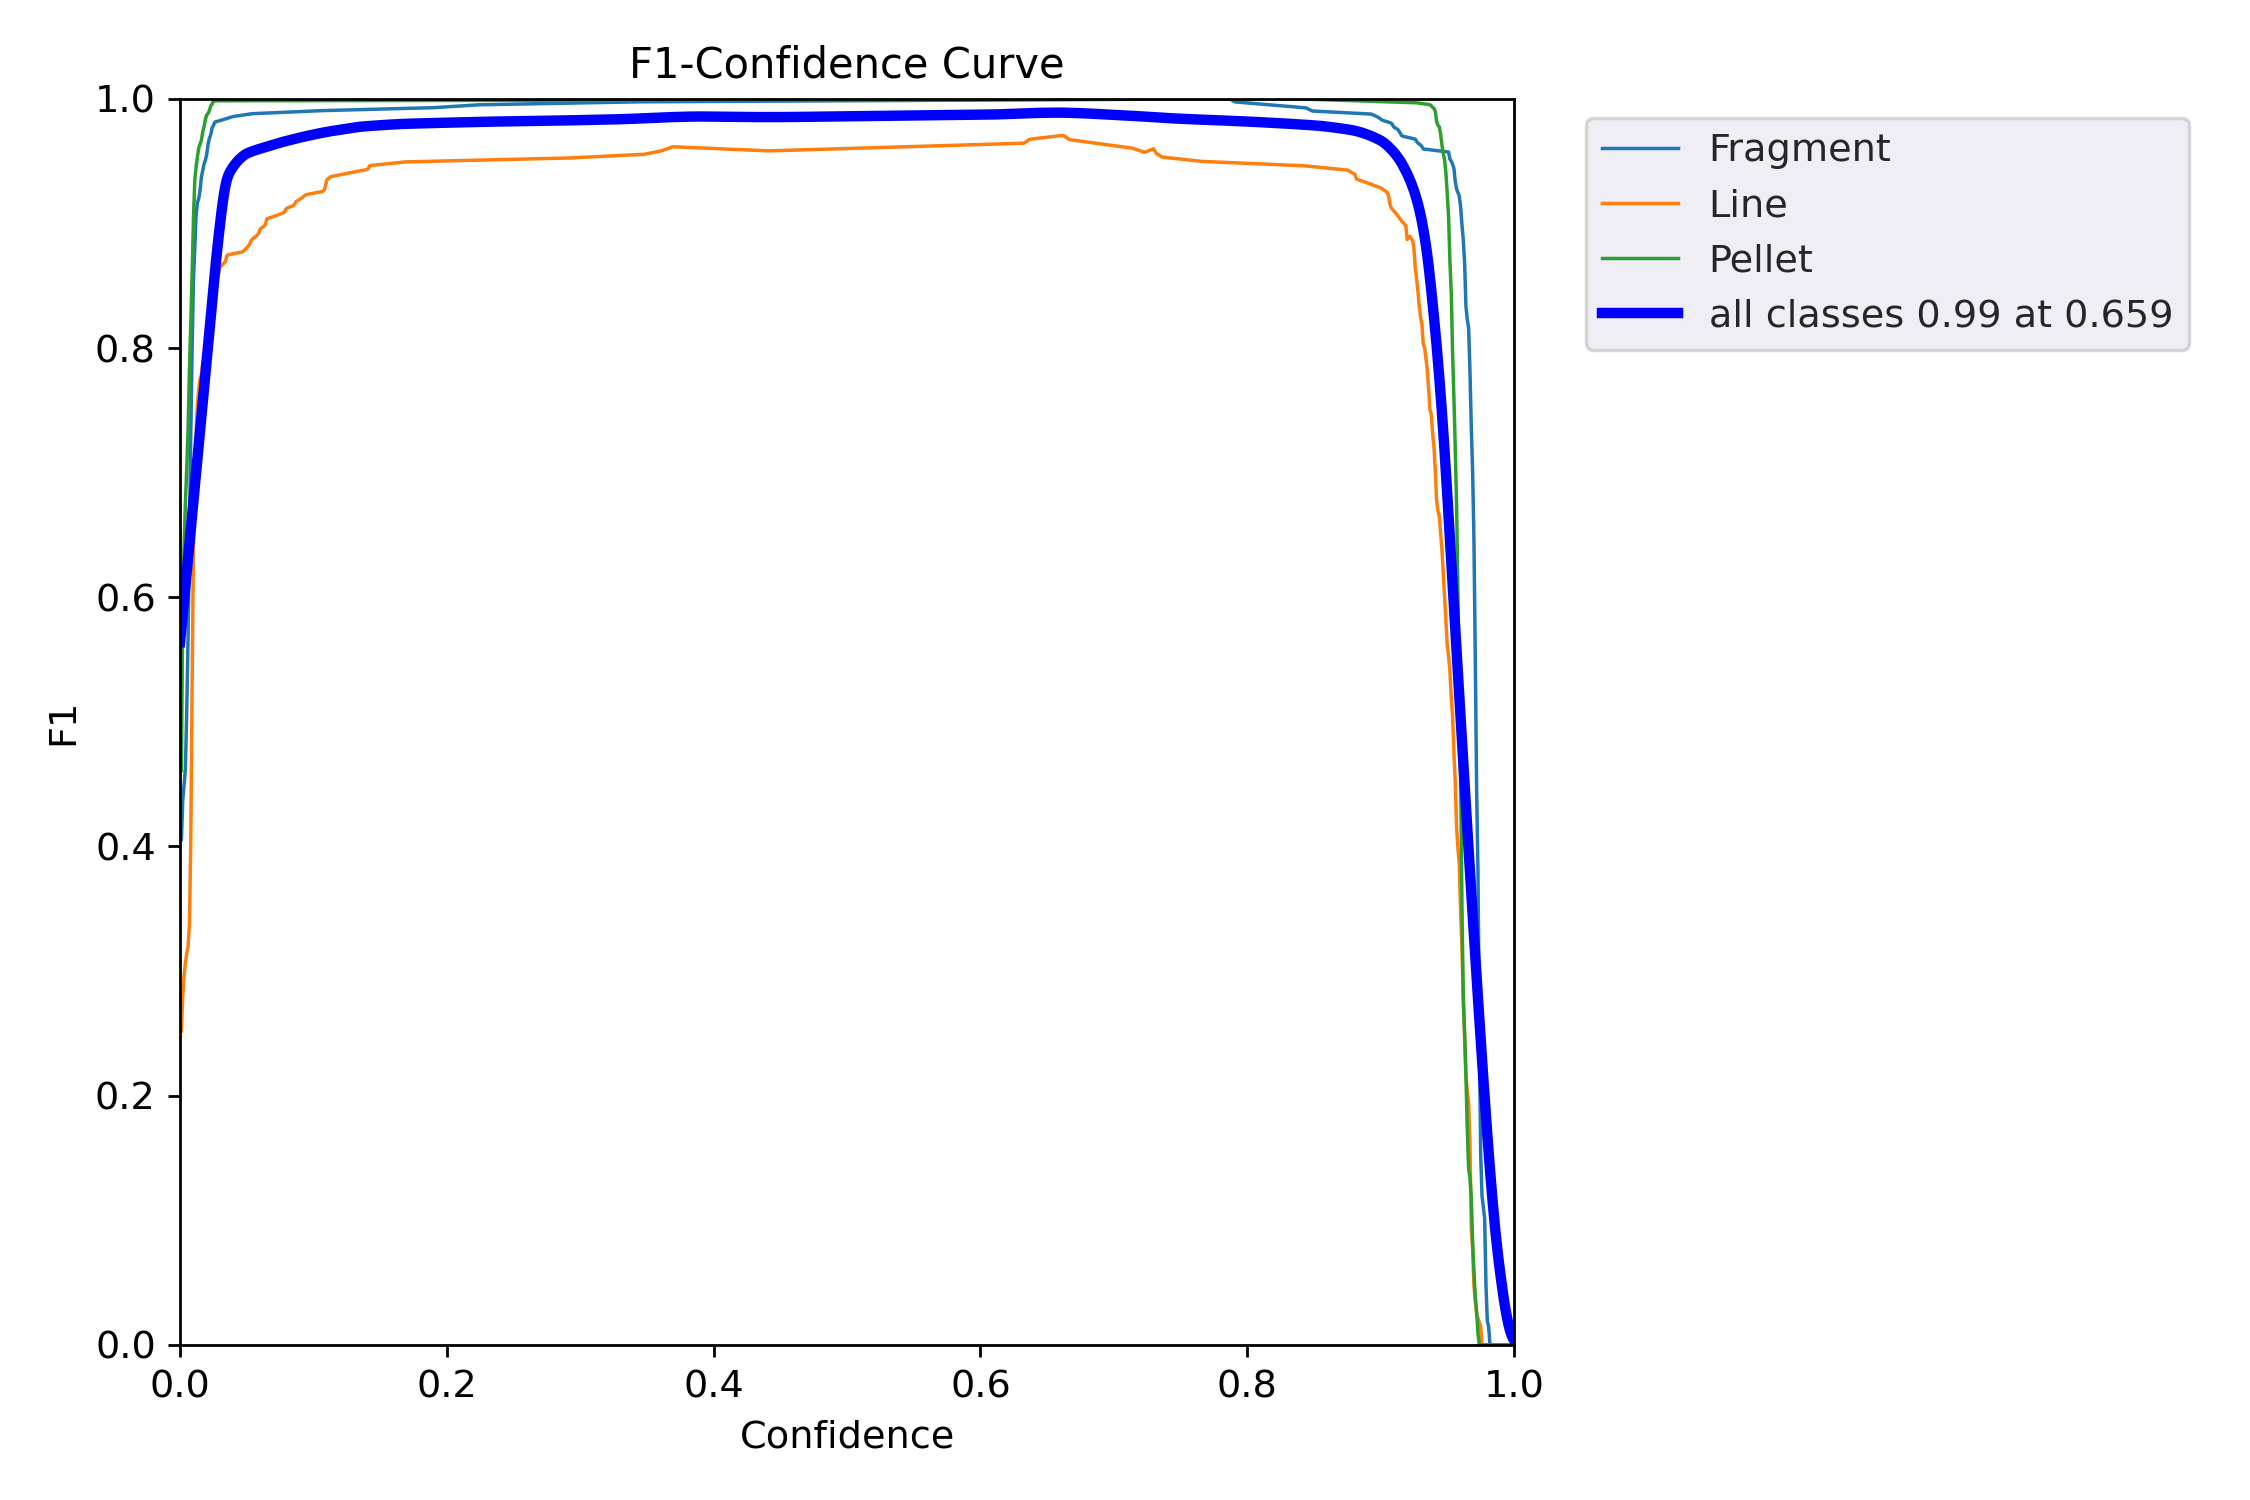 F1-Confidence Curve
1.0
0.8
0.6
0.4
0.2
0.0
F1
0.0 0.2 0.4 0.6 0.8 1.0
Confidence
Fragment
Line
Pellet
all classes 0.99 at 0.659